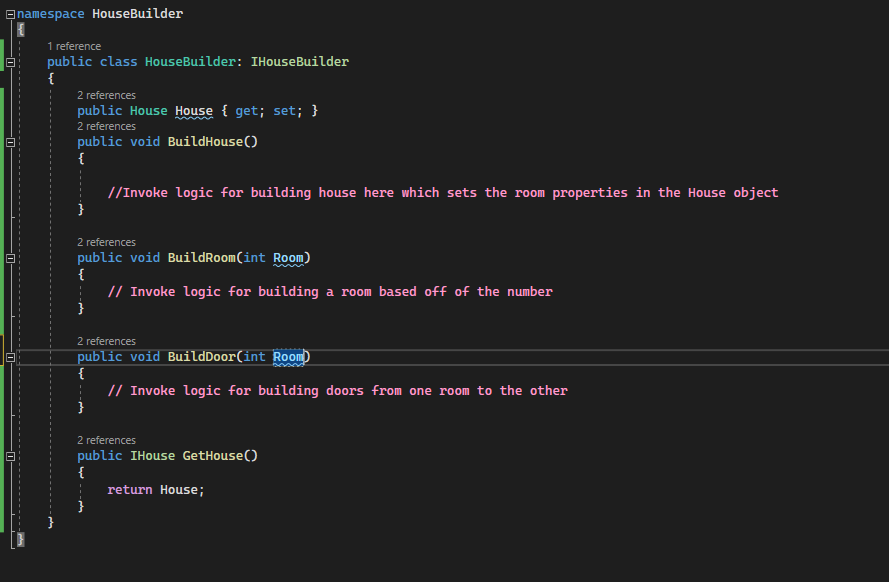 namespace HouseBuilder
{
1 reference
public class HouseBuilder: IHouseBuilder
{
2 references
public House House { get; set; }
2 references
public void BuildHouse()
{
//Invoke logic for building house here which sets the room properties in the House object
}
2 references
public void BuildRoom(int Room)
{
// Invoke logic for building a room based off of the number
}
2 references
public void BuildDoor(int Room)
{
// Invoke logic for building doors from one room to the other
}
2 references
public IHouse GetHouse()
{
return House;
}
}
}